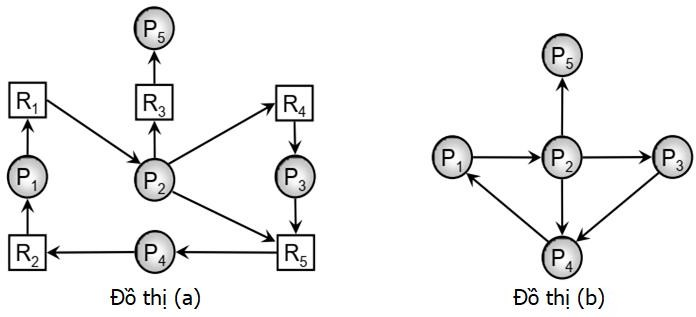 P5
P5
R1 R3 R4
P1 P2 P3
P1 P2 P3
R2 P4 R5
P4
Đồ thị (a) Đồ thị (b)